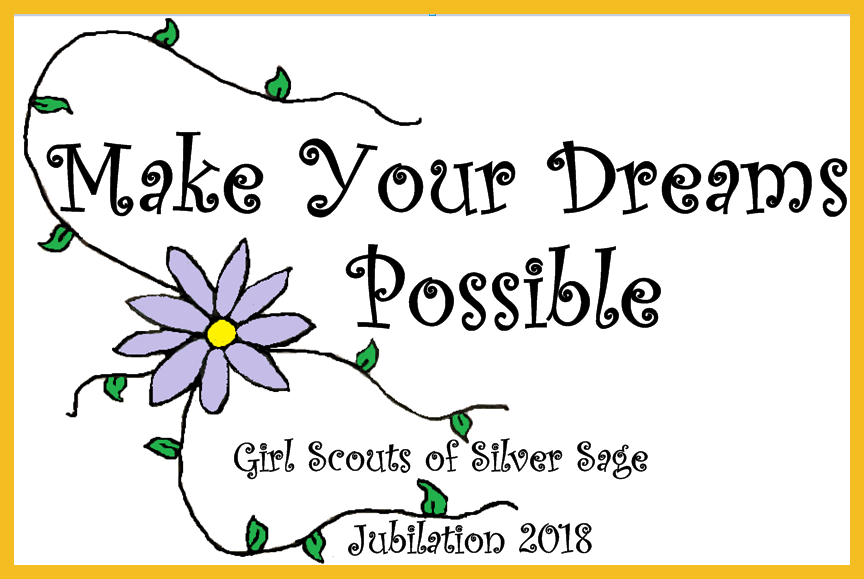 Make Your Dreams
Possible
Girl Scouts of Silver Sage
Jubilation 2018